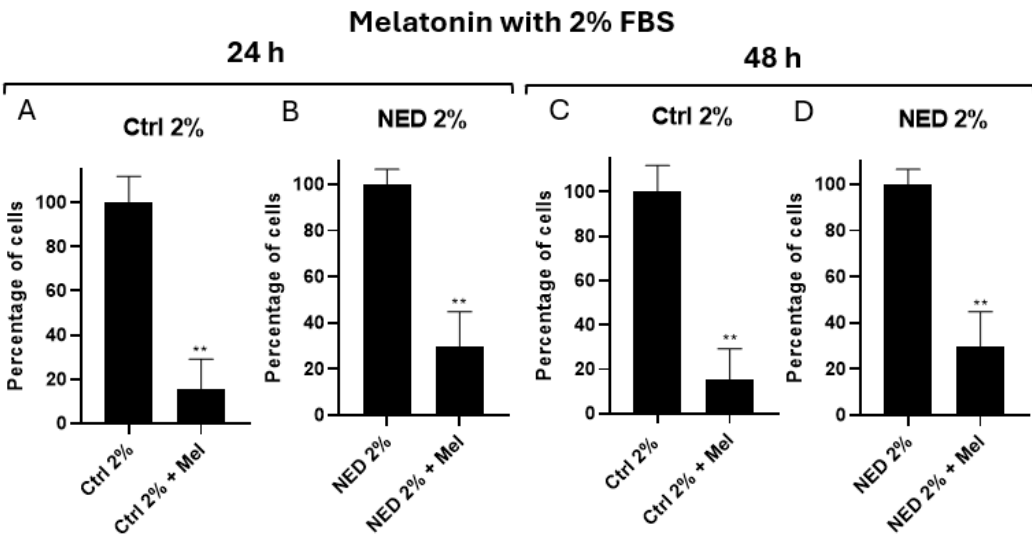 Melatonin with 2% FBS
24 h
48 h
A
Ctrl 2%
Percentage of cells
100
80
60
40
20
0
**
Ctrl 2%
Ctrl 2% + Mel
B
NED 2%
Percentage of cells
100
80
60
40
20
0
**
NED 2%
NED 2% + Mel
C
Ctrl 2%
Percentage of cells
100
80
60
40
20
0
**
Ctrl 2%
Ctrl 2% + Mel
D
NED 2%
Percentage of cells
100
80
60
40
20
0
**
NED 2%
NED 2% + Mel